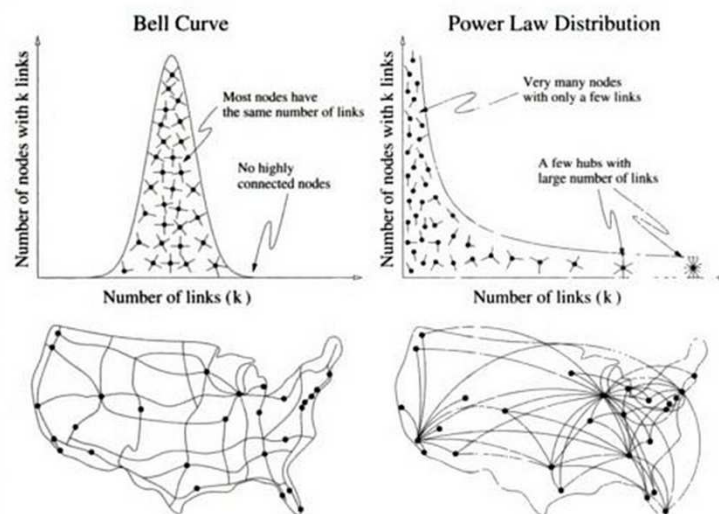 Bell Curve
Number of nodes with k links
Most nodes have
the same number of links
No highly
connected nodes
Number of links (k)
Power Law Distribution
Number of nodes with k links
Very many nodes
with only a few links
A few hubs with
large number of links
Number of links (k)